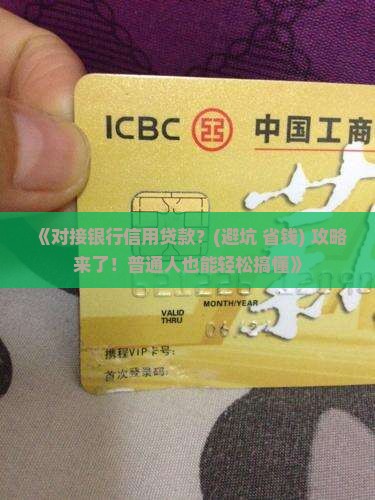 ICBC 中国工商
《对接银行信用贷款？(避坑 省钱) 攻略
来了！普通人也能轻松搞懂》
MONTH/YEAR
VALID
THRU
携程VIP卡号：
首次登录码：